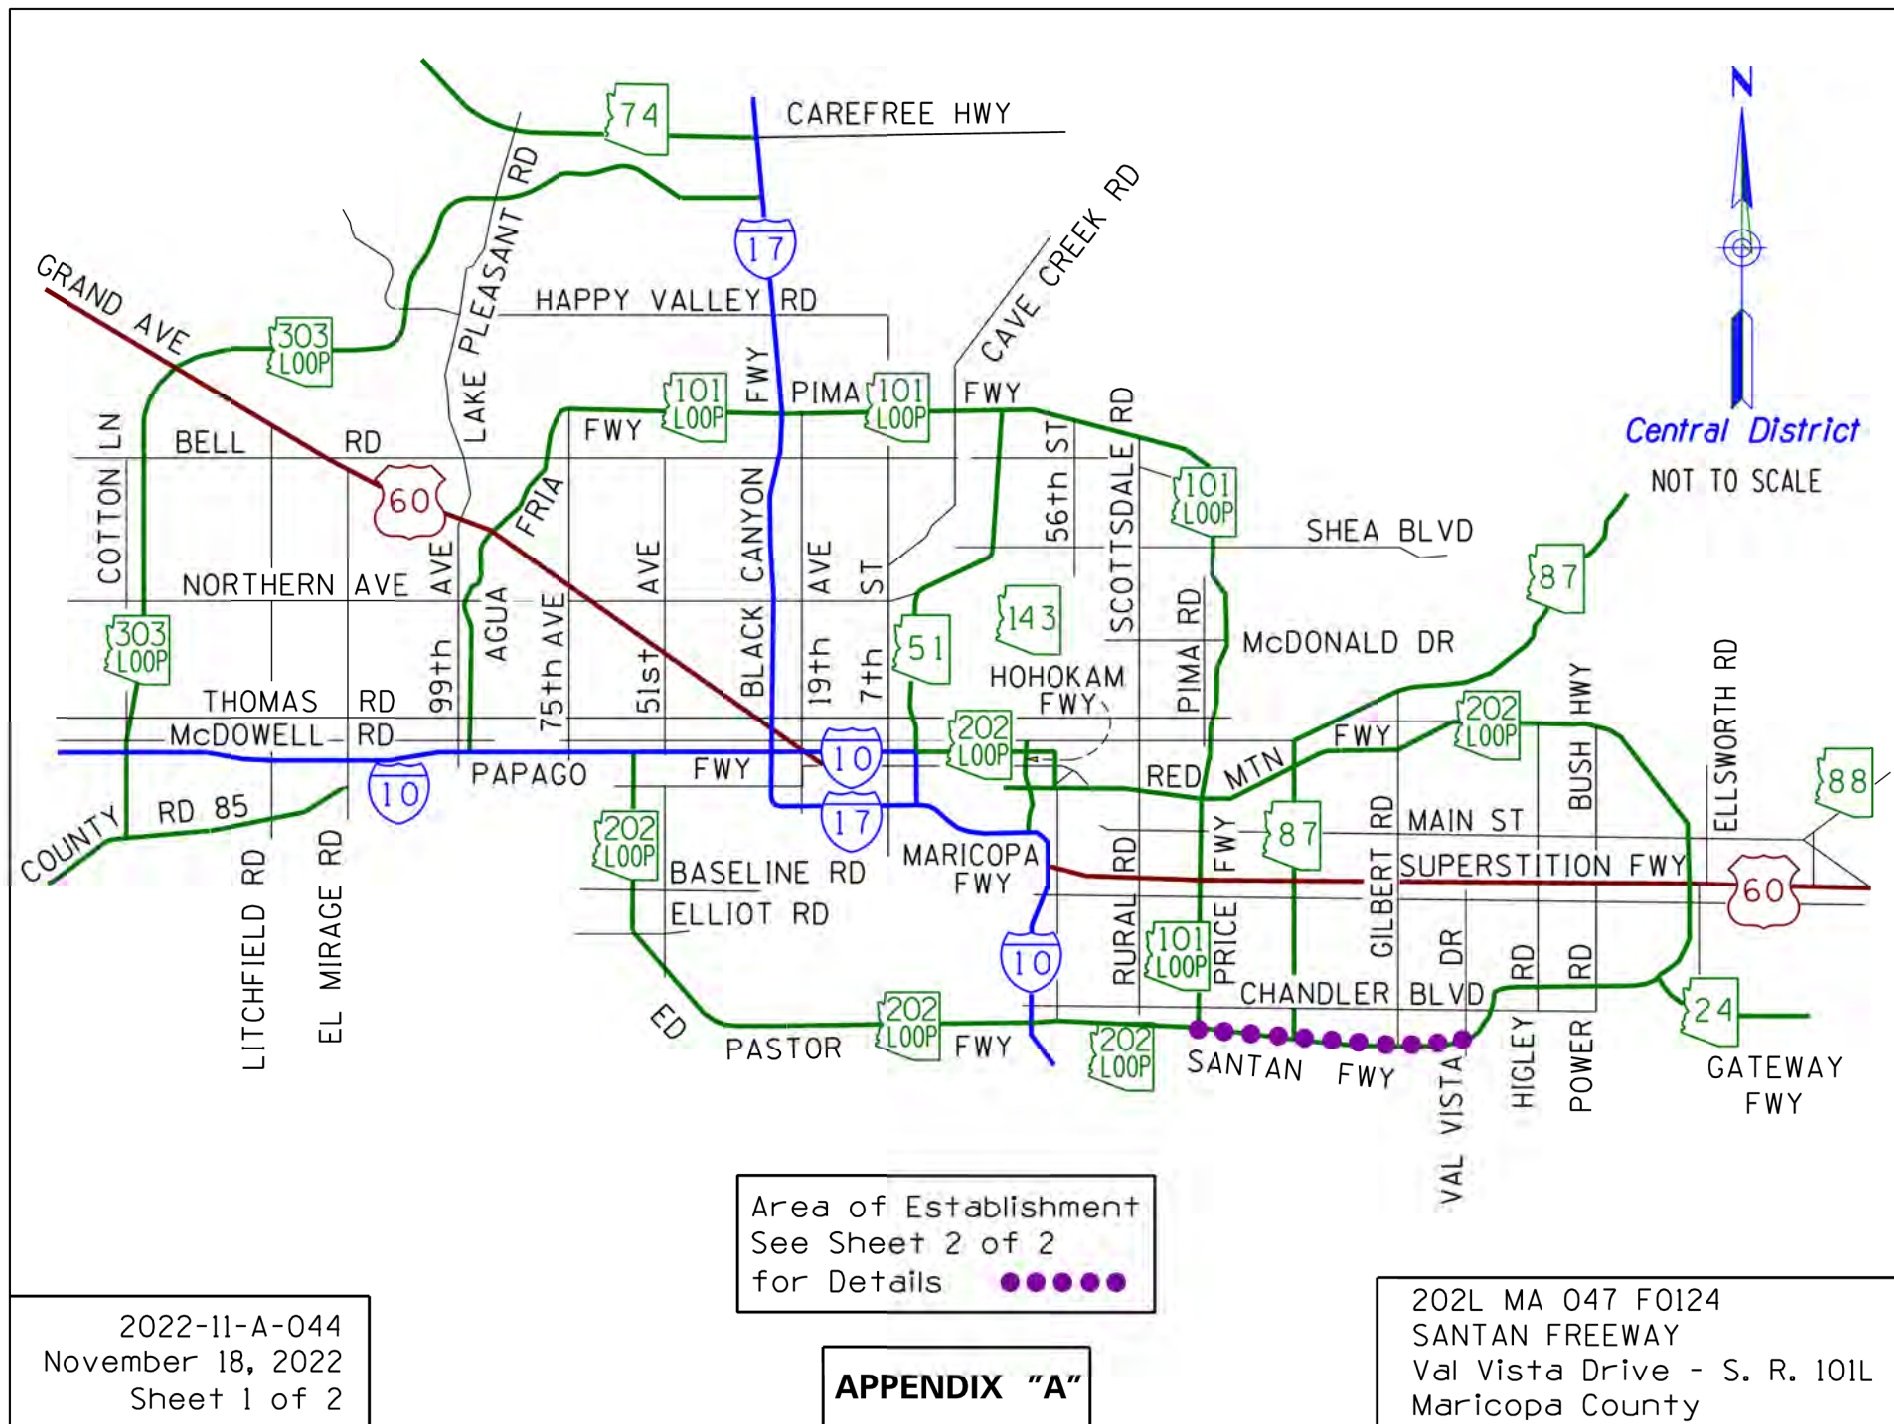 74
CAREFREE HWY
N
LAKE PLEASANT RD
17
CAVE CREEK RD
GRAND AVE
HAPPY VALLEY RD
303
LOOP
101
LOOP
FWY
PIMA
101
LOOP
FWY
FWY
Central District
NOT TO SCALE
COTTON LN
BELL RD
60
FRIA
BLACK CANYON
56th ST
SCOTTSDALE RD
101
LOOP
SHEA BLVD
87
NORTHERN AVE
99th AVE
AGUA
75th AVE
51st AVE
19th AVE
7th ST
51
143
PIMA RD
McDONALD DR
303
LOOP
HOHOKAM
FWY
BUSH HWY
ELLSWORTH RD
THOMAS RD
McDOWELL RD
202
LOOP
202
LOOP
10
PAPAGO FWY
RED MTN FWY
88
10
17
COUNTY RD 85
202
LOOP
87
MAIN ST
LITCHFIELD RD
EL MIRAGE RD
BASELINE RD
ELLIOT RD
MARICOPA
FWY
RURAL RD
PRICE FWY
GILBERT RD
SUPERSTITION FWY
60
10
101
LOOP
CHANDLER BLVD
VAL VISTA DR
HIGLEY RD
POWER RD
24
GATEWAY
FWY
ED PASTOR FWY
202
LOOP
202
LOOP
SANTAN FWY
Area of Establishment
See Sheet 2 of 2
for Details
2022-11-A-044
November 18, 2022
Sheet 1 of 2
APPENDIX "A"
202L MA 047 F0124
SANTAN FREEWAY
Val Vista Drive - S. R. 101L
Maricopa County